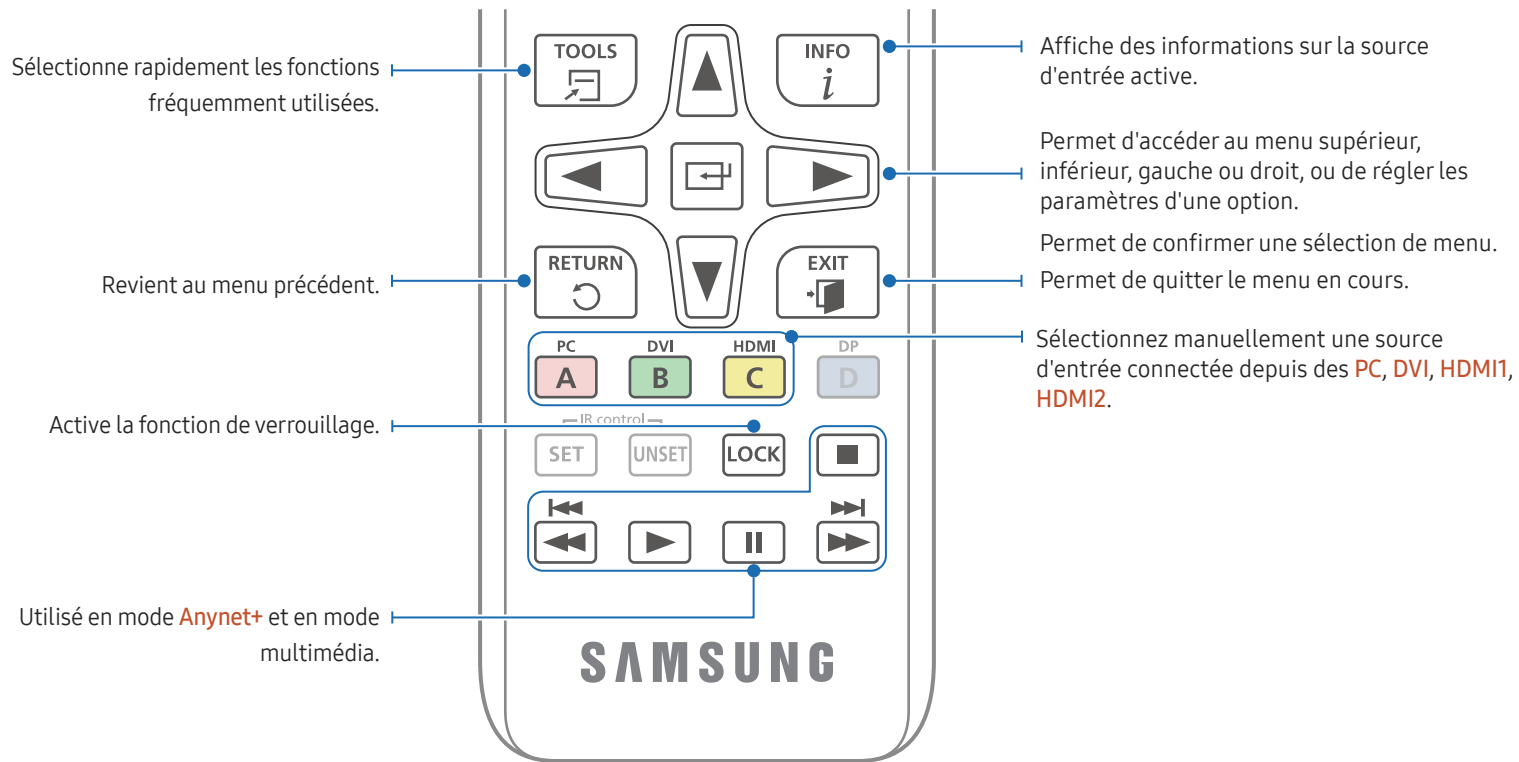 TOOLS
INFO
i
Sélectionne rapidement les fonctions
fréquemment utilisées.
Affiche des informations sur la source
d'entrée active.
Permet d'accéder au menu supérieur,
inférieur, gauche ou droit, ou de régler les
paramètres d'une option.
Permet de confirmer une sélection de menu.
RETURN
EXIT
Revient au menu précédent.
Permet de quitter le menu en cours.
PC DVI HDMI DP
A B C D
Sélectionnez manuellement une source
d'entrée connectée depuis des PC, DVI, HDMI1,
HDMI2.
IR control
Active la fonction de verrouillage.
SET UNSET LOCK
Utilisé en mode Anynet+ et en mode
multimédia.
SAMSUNG